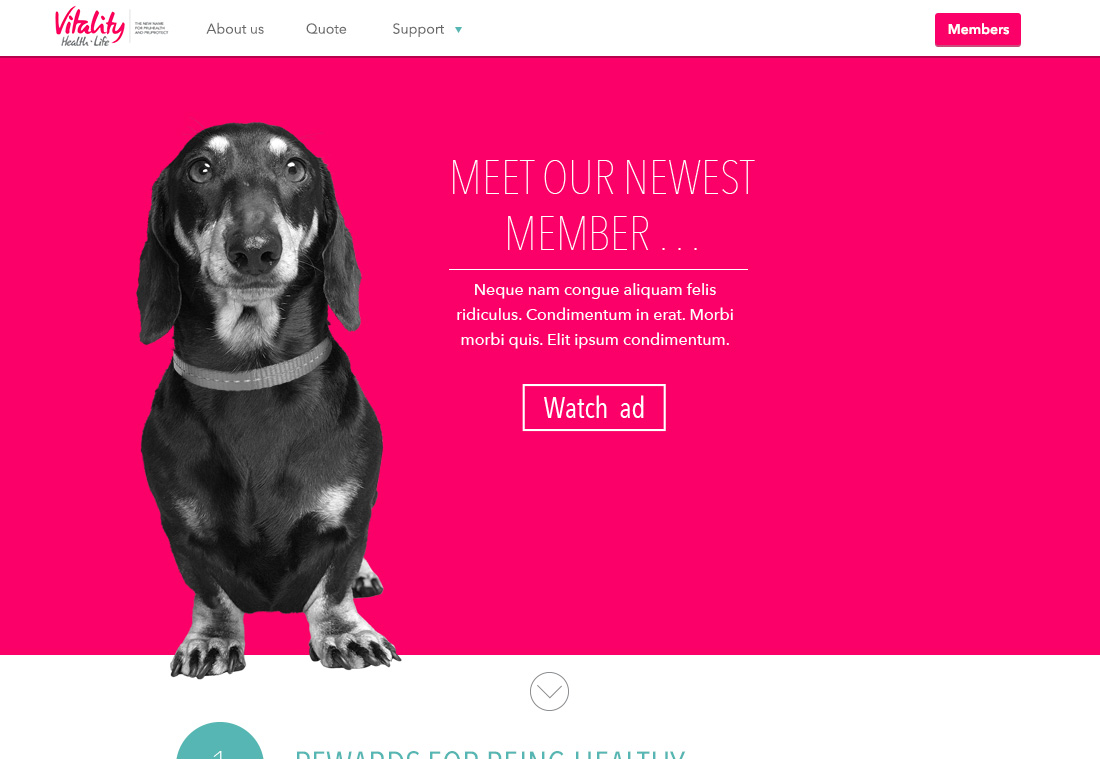 Vitality
Health · Life
THE NEW NAME
FOR PRUHEALTH
AND PRUPROTECT
About us
Quote
Support
Members
MEET OUR NEWEST
MEMBER . . .
Neque nam congue aliquam felis
ridiculus. Condimentum in erat. Morbi
morbi quis. Elit ipsum condimentum.
Watch ad
1
REWARDS FOR BEING HEALTHY